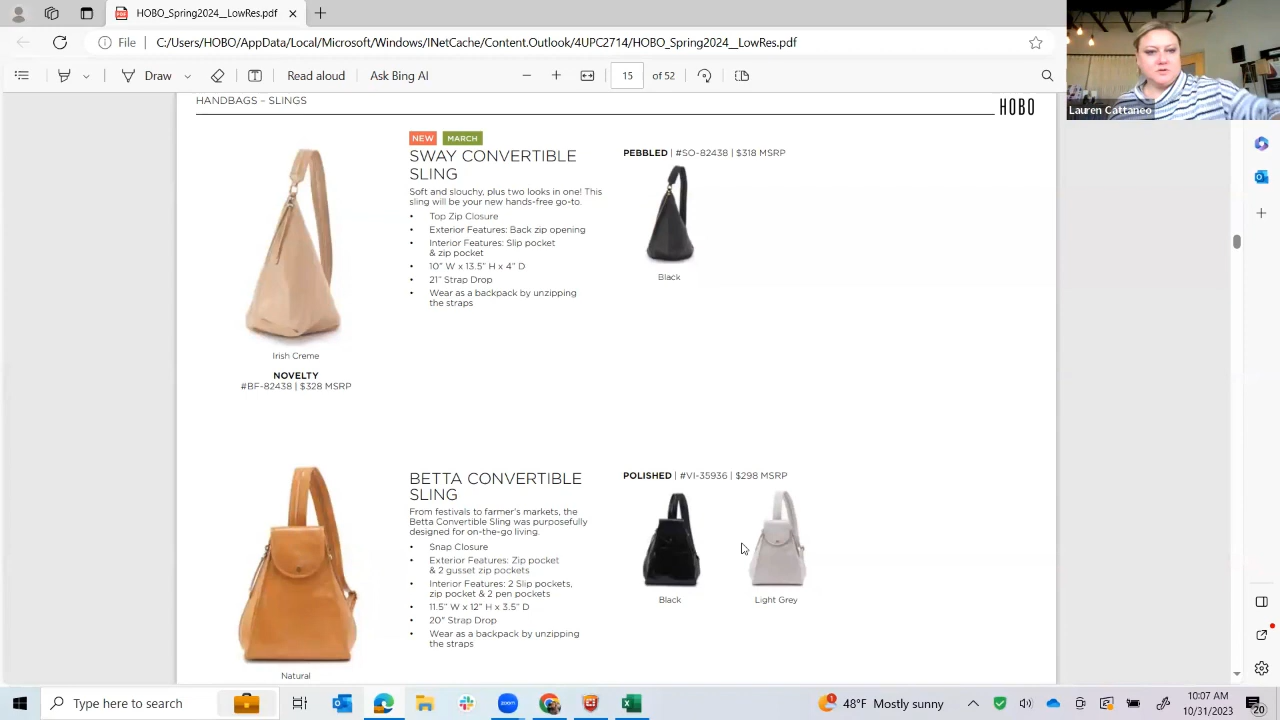 HOBO_Spring2024__LowRes.pdf
File
C:/Users/HOBO/AppData/Local/Microsoft/Windows/INetCache/Content.Outlook/4UPC2714/HOBO_Spring2024__LowRes.pdf
Draw
Read aloud
Ask Bing AI
15 of 52
Lauren Cattaneo
HANDBAGS – SLINGS
HOBO
NEW MARCH
SWAY CONVERTIBLE
SLING
Soft and slouchy, plus two looks in one! This
sling will be your new hands-free go-to.
• Top Zip Closure
• Exterior Features: Back zip opening
• Interior Features: Slip pocket
& zip pocket
• 10” W x 13.5” H x 4” D
• 21” Strap Drop
• Wear as a backpack by unzipping
the straps
PEBBLED | #SO-82438 | $318 MSRP
Black
Irish Creme
NOVELTY
#BF-82438 | $328 MSRP
BETTA CONVERTIBLE
SLING
From festivals to farmer's markets, the
Betta Convertible Sling was purposefully
designed for on-the-go living.
• Snap Closure
• Exterior Features: Zip pocket
& 2 gusset zip pockets
• Interior Features: 2 Slip pockets,
zip pocket & 2 pen pockets
• 11.5” W x 12” H x 3.5” D
• 20" Strap Drop
• Wear as a backpack by unzipping
the straps
POLISHED | #VI-35936 | $298 MSRP
Black
Light Grey
Natural
Type here to search
zoom
48°F Mostly sunny
10:07 AM
10/31/2023
20